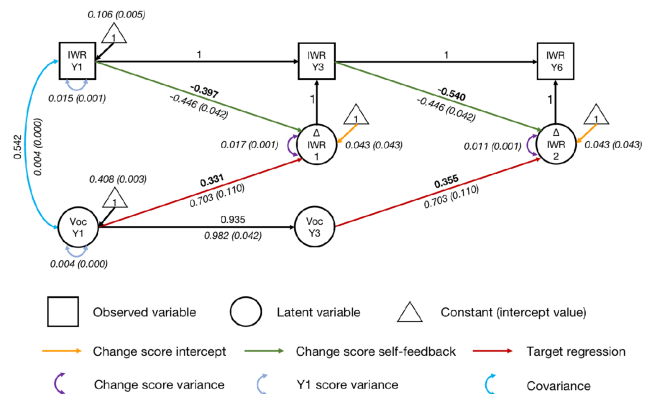 0.106 (0.005)
1
IWR
Y1
1
IWR
Y3
1
IWR
Y6
0.015 (0.001)
-0.397
-0.446 (0.042)
1
-0.540
-0.446 (0.042)
1
0.542
0.004 (0.000)
1
Δ
IWR
1
0.017 (0.001)
0.043 (0.043)
1
Δ
IWR
2
0.011 (0.001)
0.043 (0.043)
0.408 (0.003)
1
0.331
0.703 (0.110)
0.355
0.703 (0.110)
Voc
Y1
0.935
0.982 (0.042)
Voc
Y3
0.004 (0.000)
Observed variable
Latent variable
Constant (intercept value)
Change score intercept
Change score self-feedback
Target regression
Change score variance
Y1 score variance
Covariance